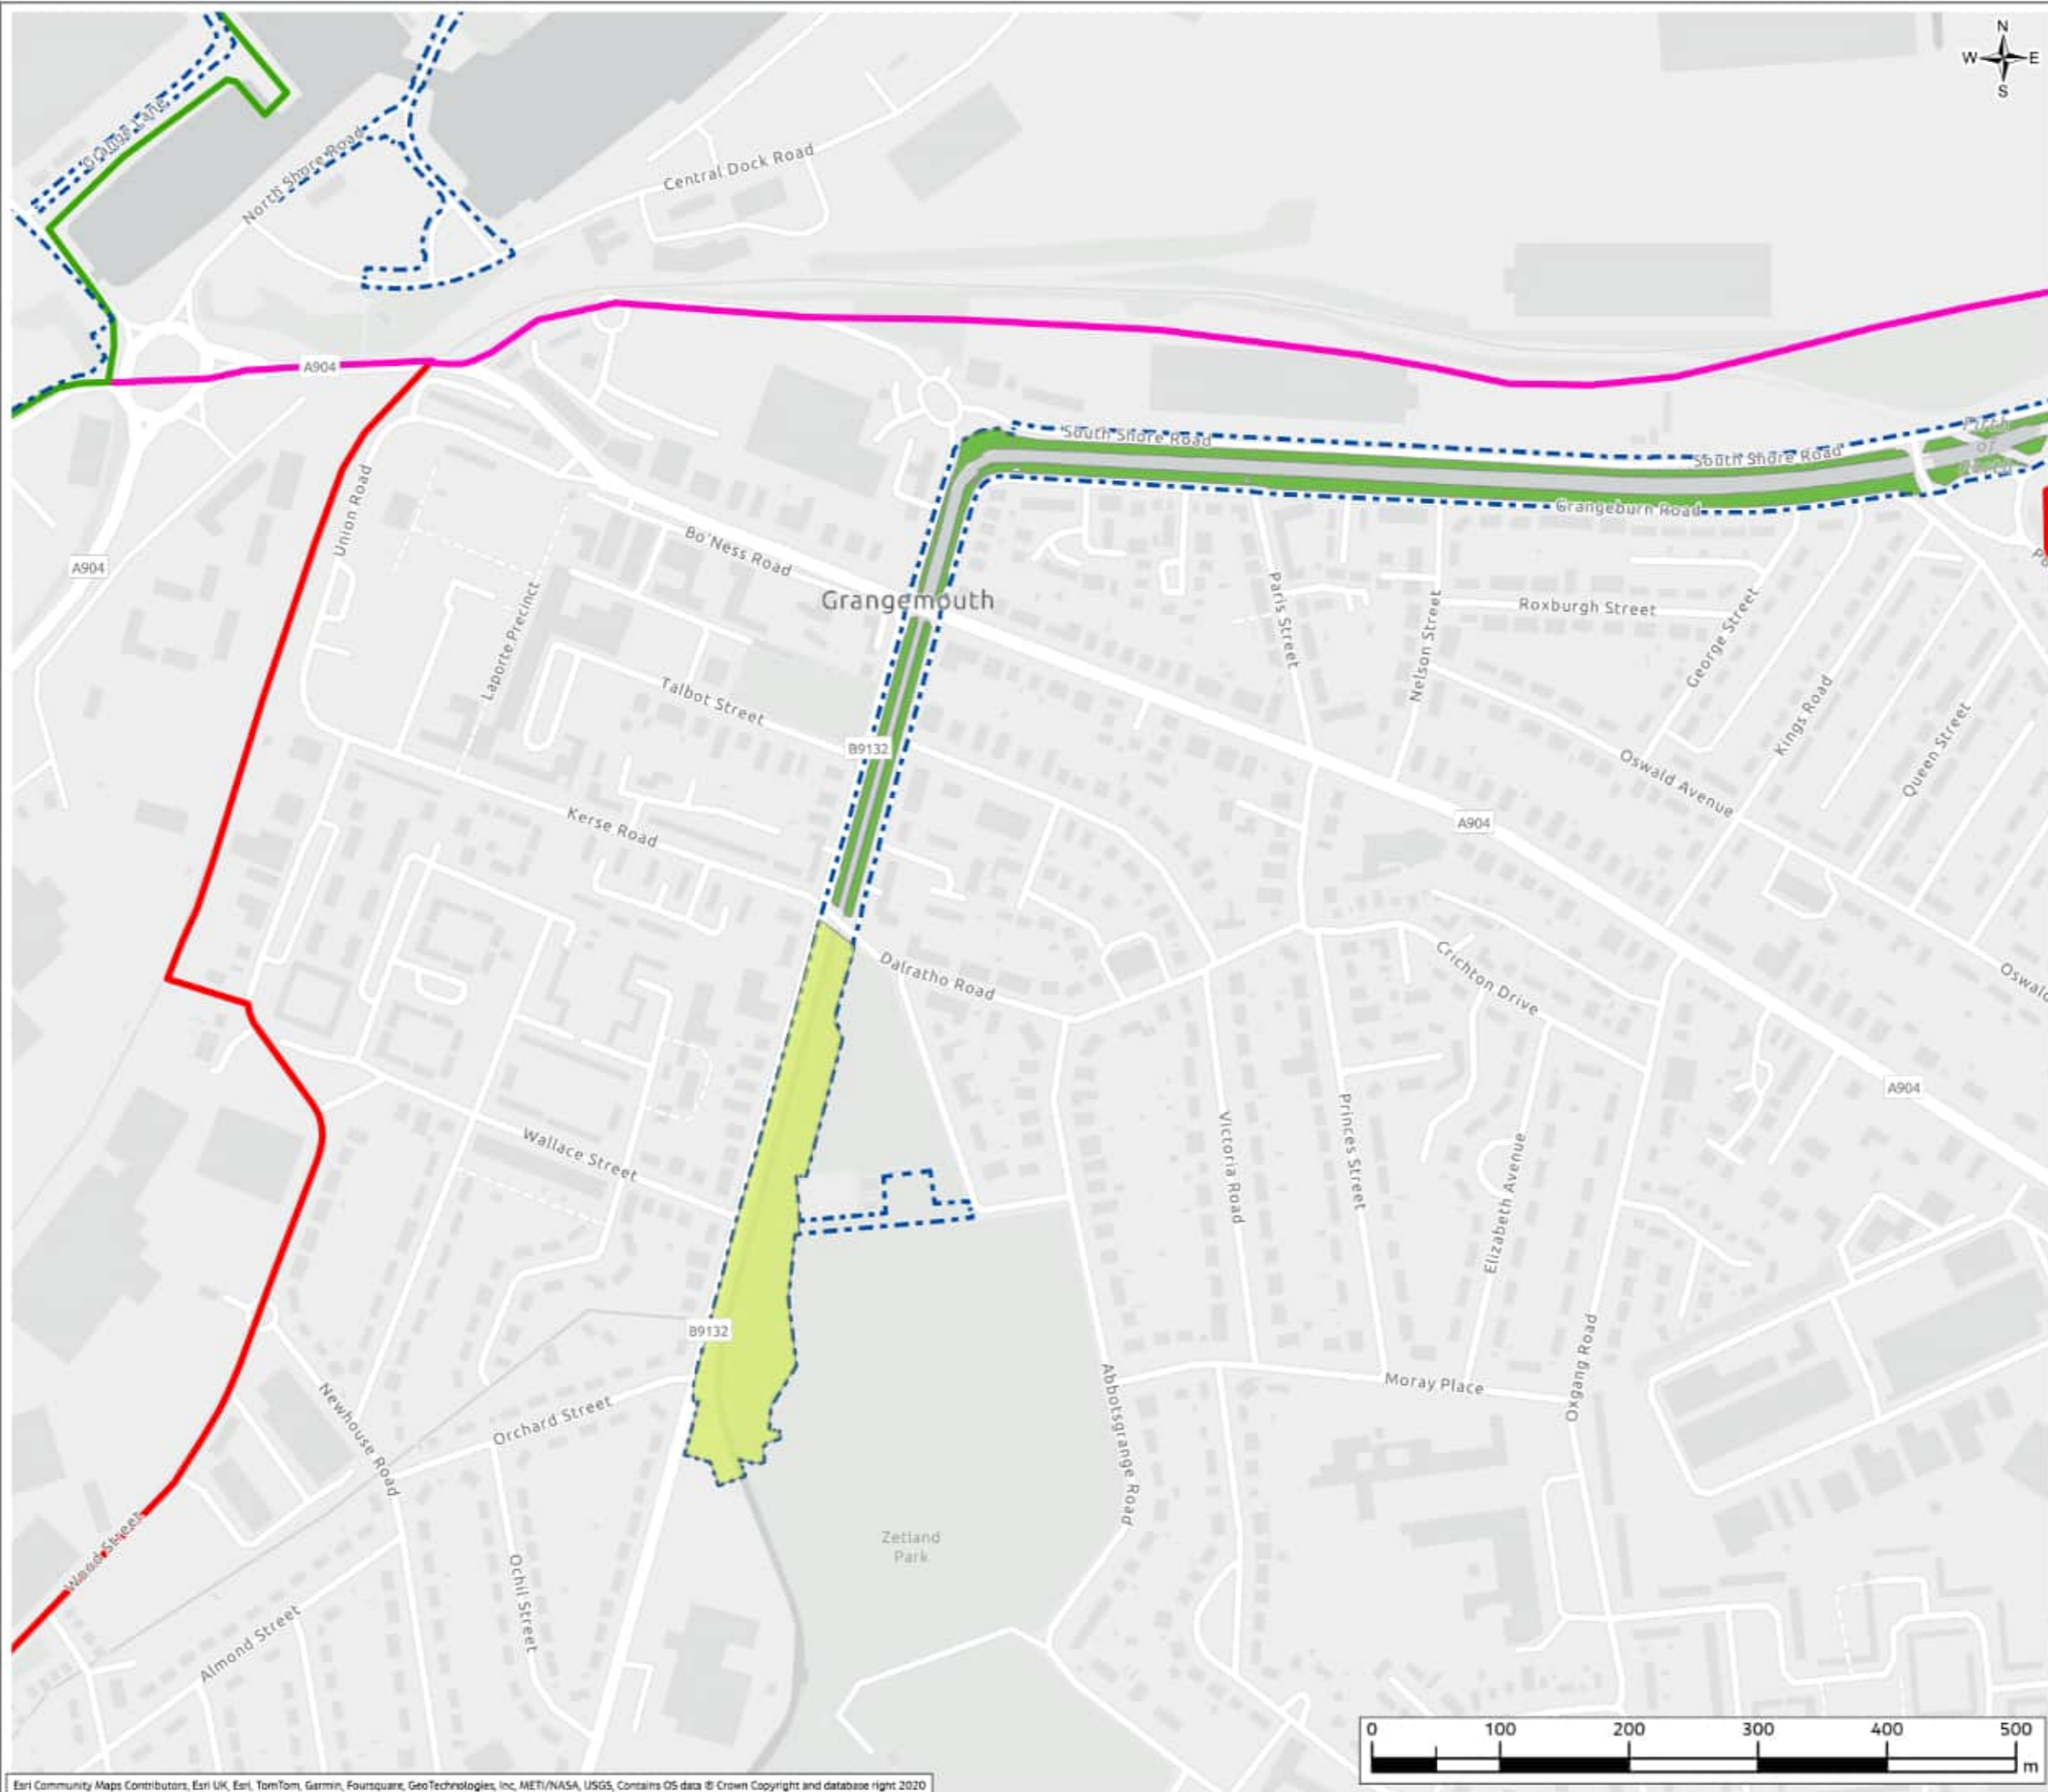 N
W E
S
Grange Lane
North Shore Road
Central Dock Road
A904
South Shore Road
South Shore Road
Firth
of
Forth
Grangeburn Road
Union Road
A904
Bo'Ness Road
Grangemouth
Laporte Precinct
Paris Street
Nelson Street
Roxburgh Street
George Street
Talbot Street
B9132
Kings Road
Queen Street
Oswald Avenue
Kerse Road
A904
Dalratho Road
Crichton Drive
Oswald
A904
Wallace Street
Victoria Road
Princes Street
Elizabeth Avenue
B9132
Newhouse Road
Orchard Street
Abbotsgrange Road
Moray Place
Oxgang Road
Wood Street
Zetland
Park
Ochil Street
Almond Street
0 100 200 300 400 500
m
Esri Community Maps Contributors, Esri UK, Esri, TomTom, Garmin, Foursquare, GeoTechnologies, Inc, METI/NASA, USGS, Contains OS data © Crown Copyright and database right 2020